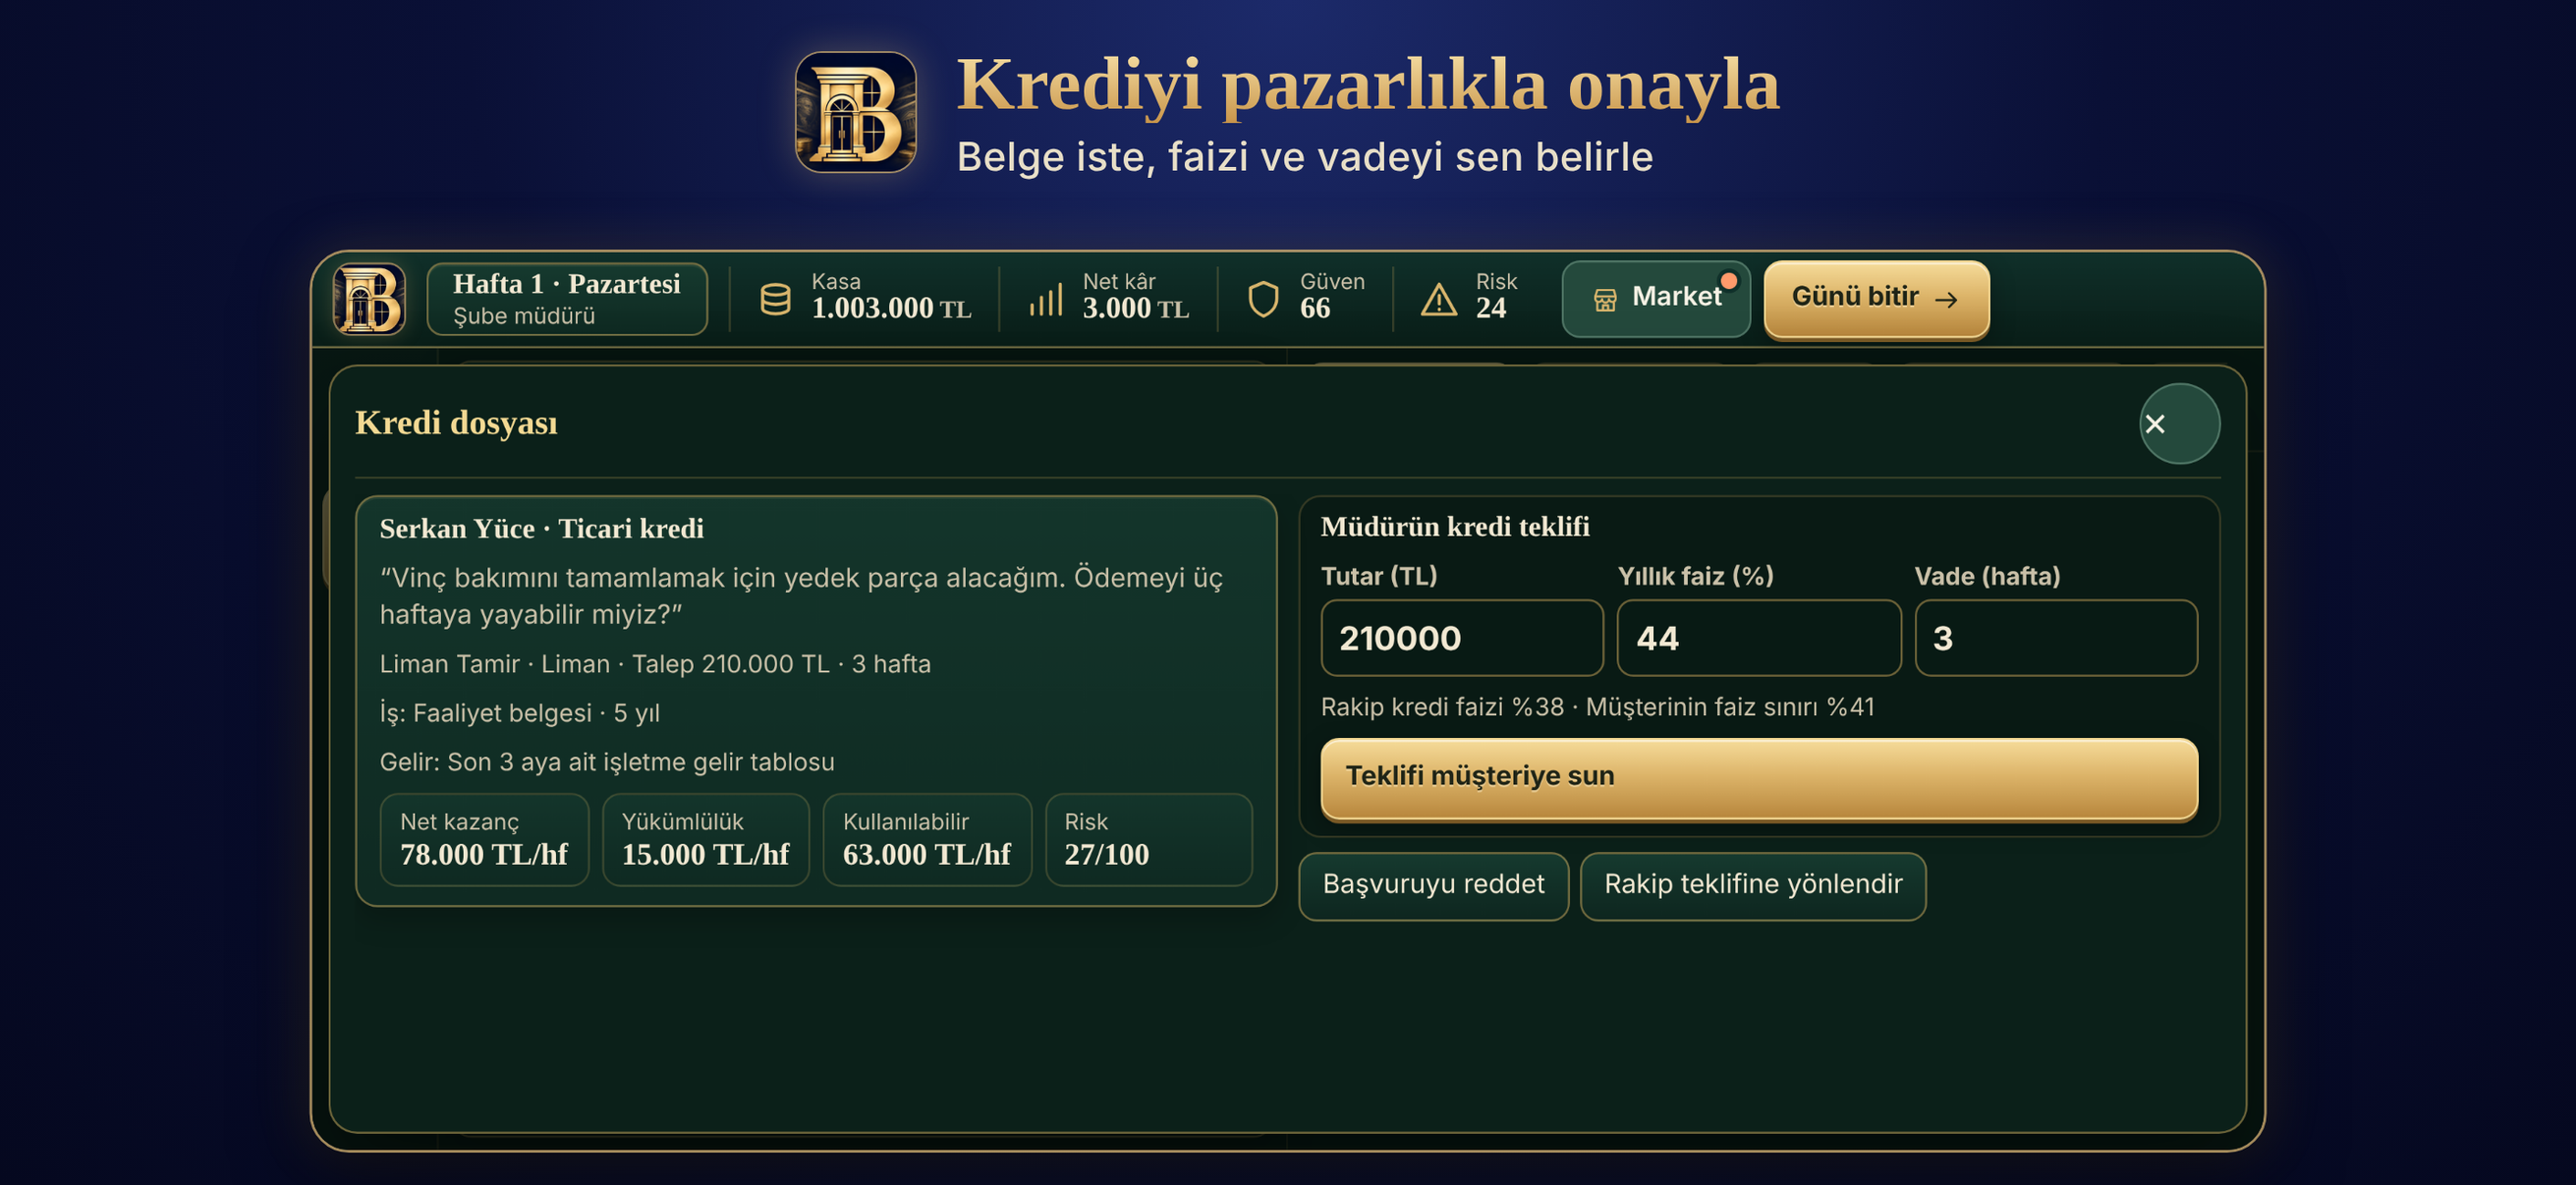 Krediyi pazarlıkla onayla
Belge iste, faizi ve vadeyi sen belirle
Hafta 1 · Pazartesi
Şube müdürü
Kasa
1.003.000 TL
Net kâr
3.000 TL
Güven
66
Risk
24
Market
Günü bitir →
Kredi dosyası
Serkan Yüce · Ticari kredi
“Vinç bakımını tamamlamak için yedek parça alacağım. Ödemeyi üç
haftaya yayabilir miyiz?”
Liman Tamir · Liman · Talep 210.000 TL · 3 hafta
İş: Faaliyet belgesi · 5 yıl
Gelir: Son 3 aya ait işletme gelir tablosu
Net kazanç
78.000 TL/hf
Yükümlülük
15.000 TL/hf
Kullanılabilir
63.000 TL/hf
Risk
27/100
Müdürün kredi teklifi
Tutar (TL)
210000
Yıllık faiz (%)
44
Vade (hafta)
3
Rakip kredi faizi %38 · Müşterinin faiz sınırı %41
Teklifi müşteriye sun
Başvuruyu reddet
Rakip teklifine yönlendir